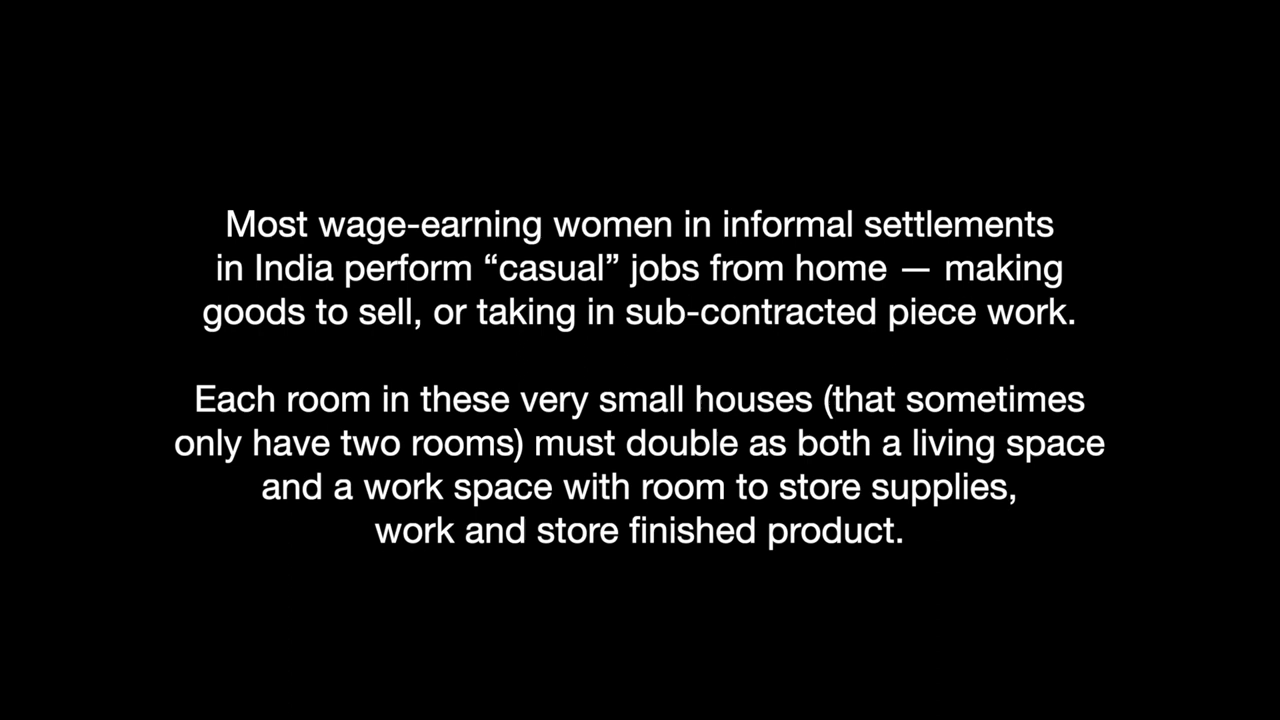 Most wage-earning women in informal settlements
in India perform “casual” jobs from home — making
goods to sell, or taking in sub-contracted piece work.
Each room in these very small houses (that sometimes
only have two rooms) must double as both a living space
and a work space with room to store supplies,
work and store finished product.